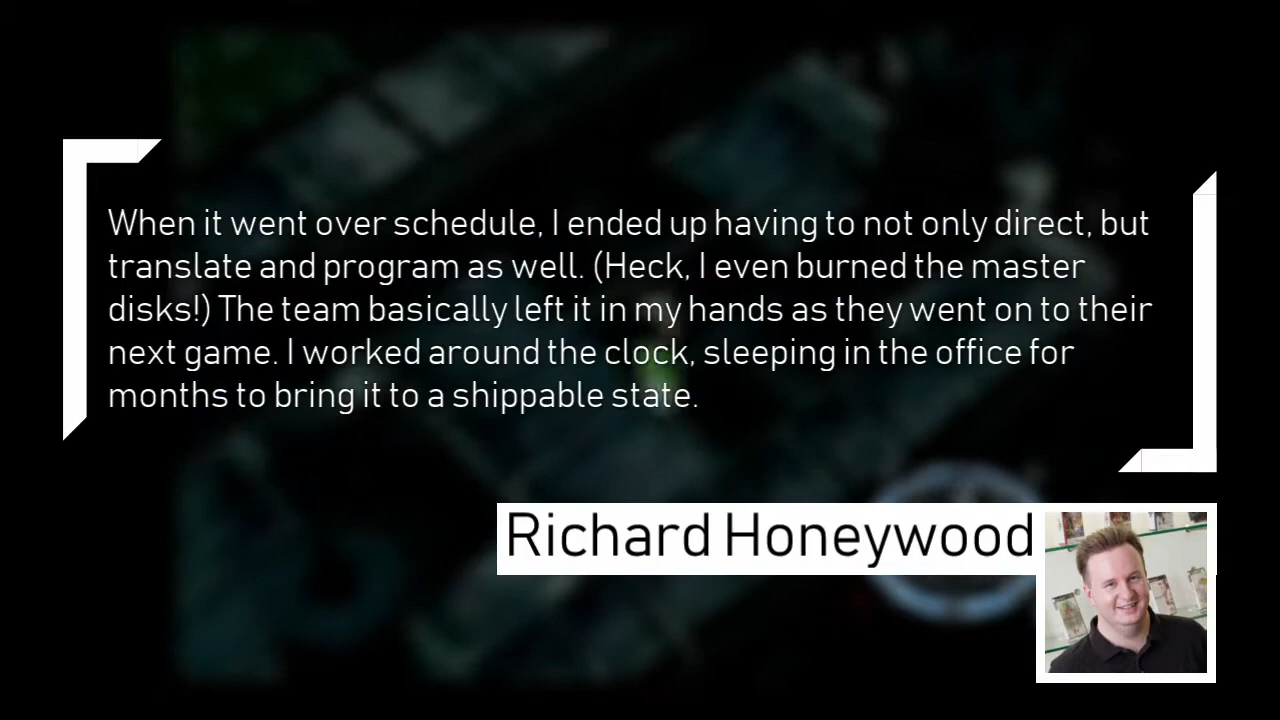 When it went over schedule, I ended up having to not only direct, but
translate and program as well. (Heck, I even burned the master
disks!) The team basically left it in my hands as they went on to their
next game. I worked around the clock, sleeping in the office for
months to bring it to a shippable state.
Richard Honeywood